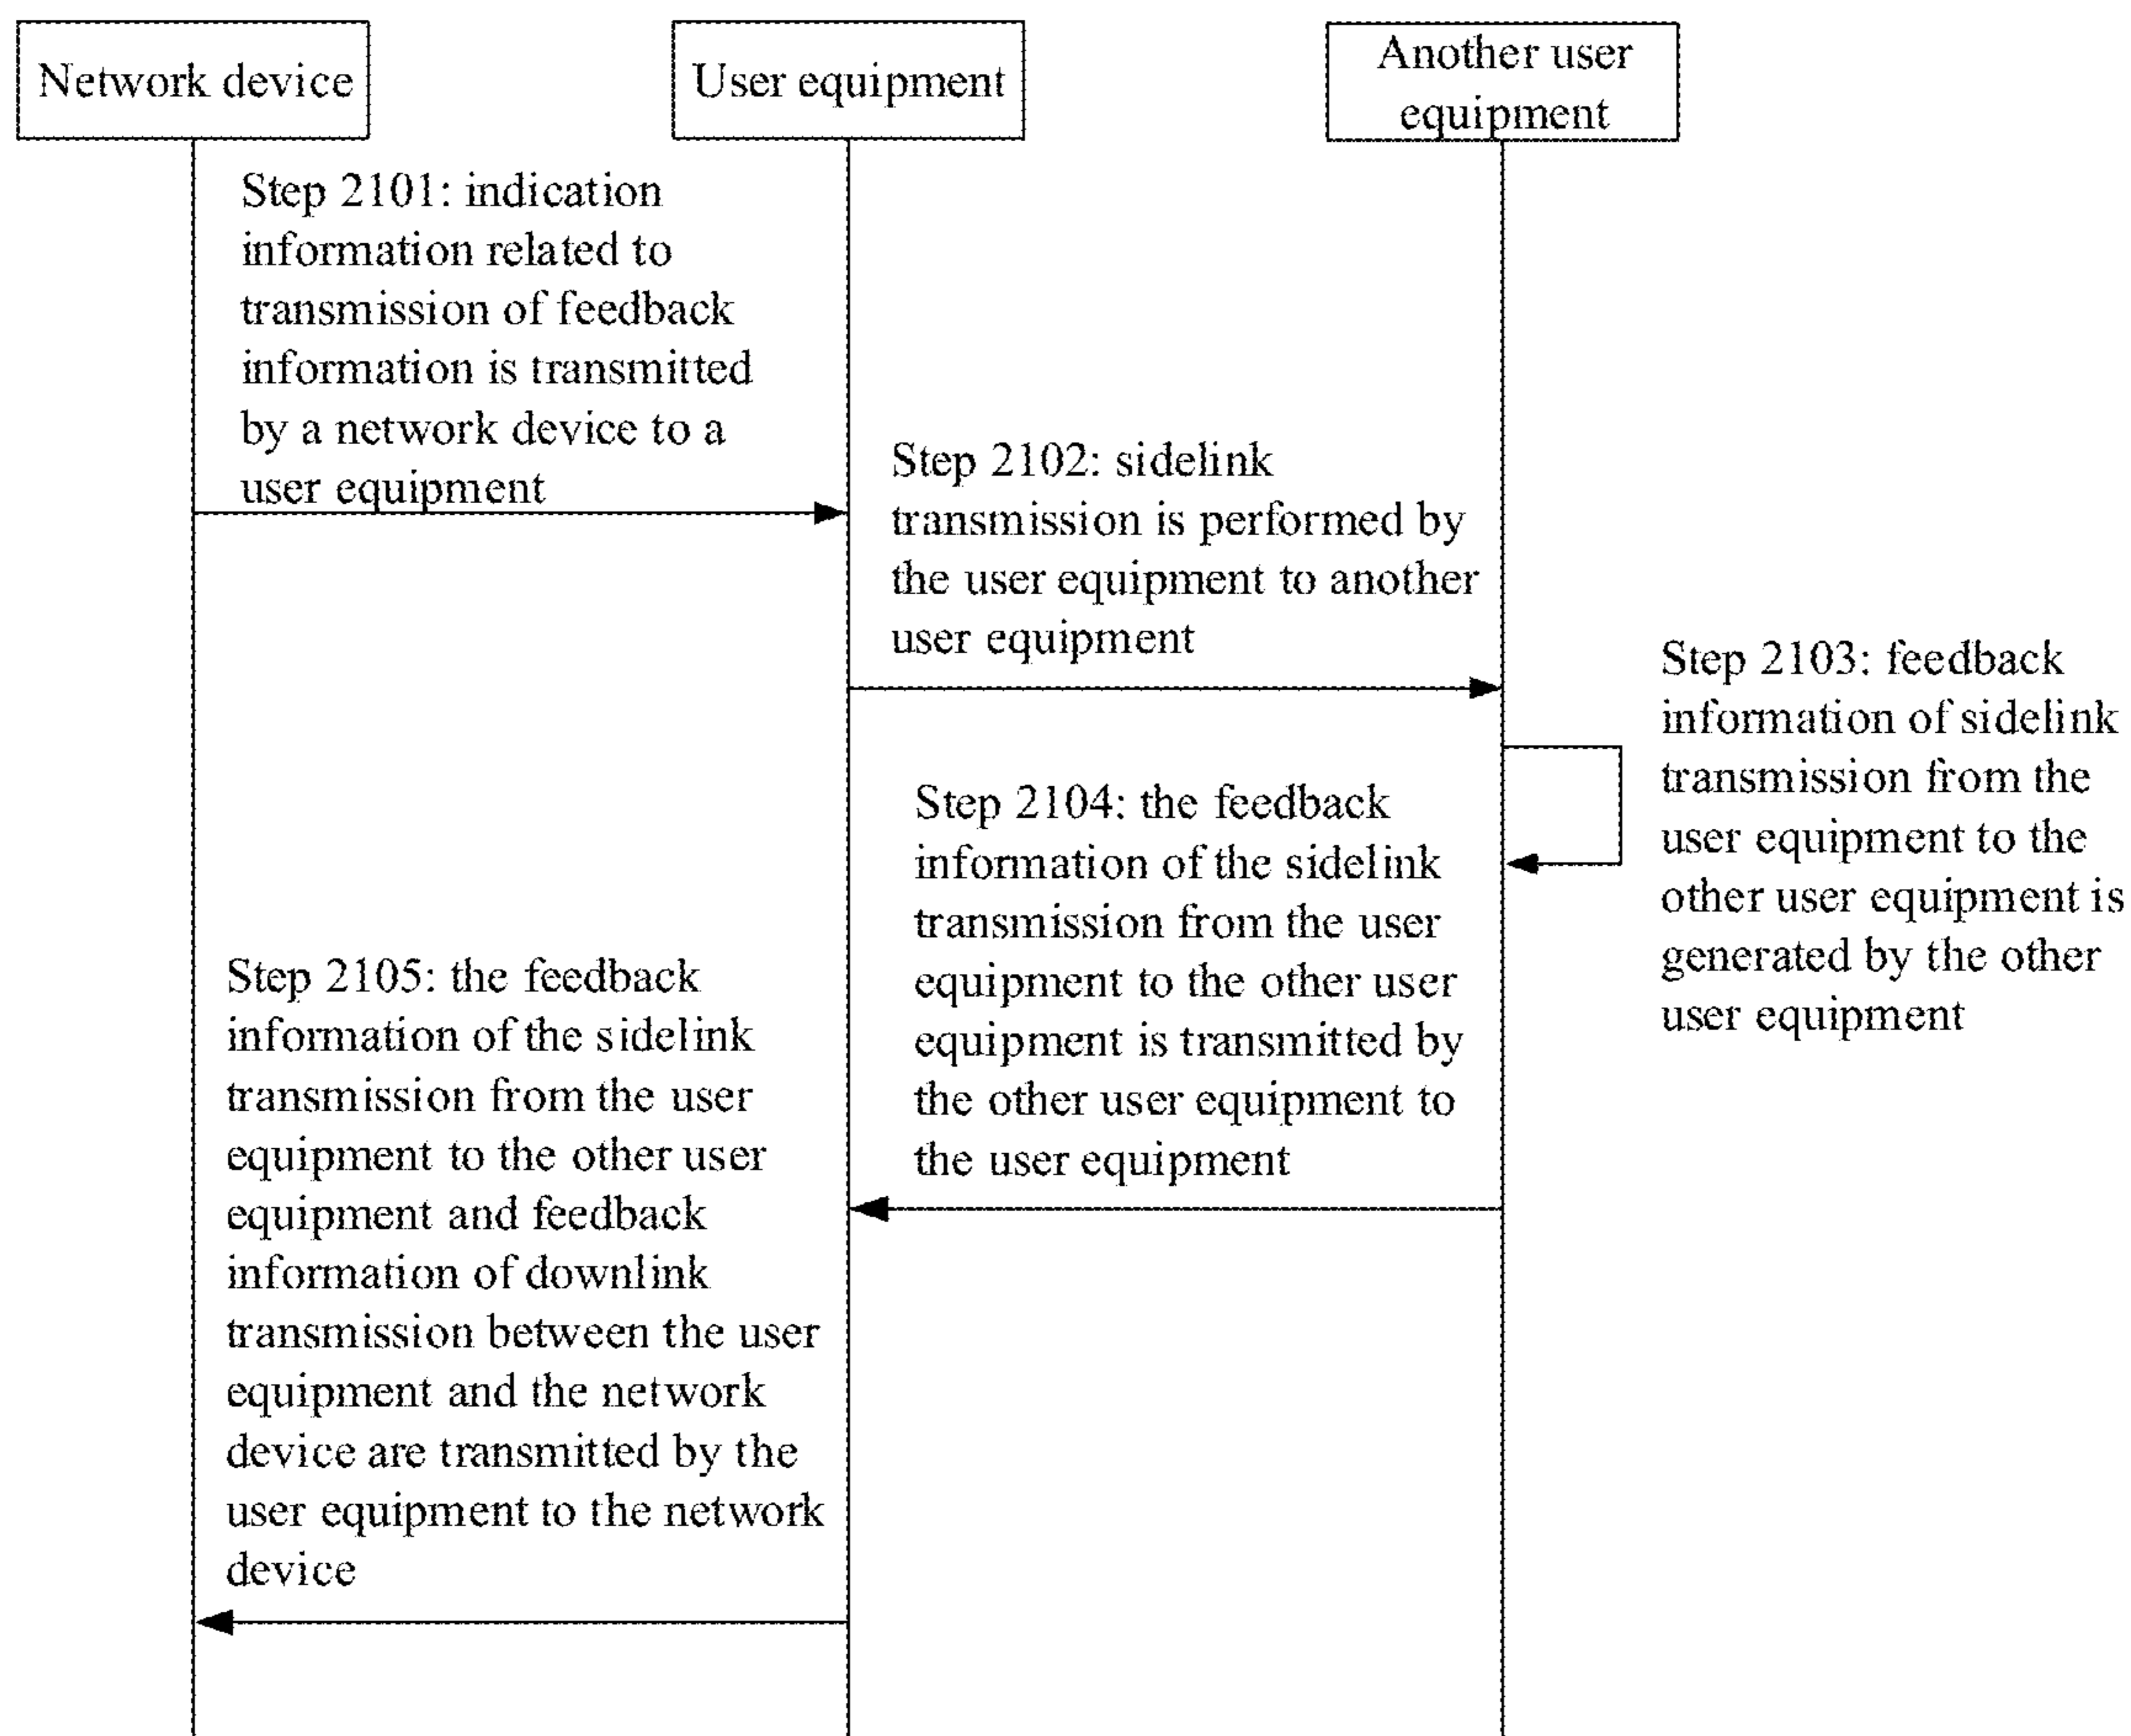 Network device
User equipment
Another user
equipment
Step 2101: indication
information related to
transmission of feedback
information is transmitted
by a network device to a
user equipment
Step 2102: sidelink
transmission is performed by
the user equipment to another
user equipment
Step 2103: feedback
information of sidelink
transmission from the
user equipment to the
other user equipment is
generated by the other
user equipment
Step 2104: the feedback
information of the sidelink
transmission from the user
equipment to the other user
equipment is transmitted by
the other user equipment to
the user equipment
Step 2105: the feedback
information of the sidelink
transmission from the user
equipment to the other user
equipment and feedback
information of downlink
transmission between the user
equipment and the network
device are transmitted by the
user equipment to the network
device